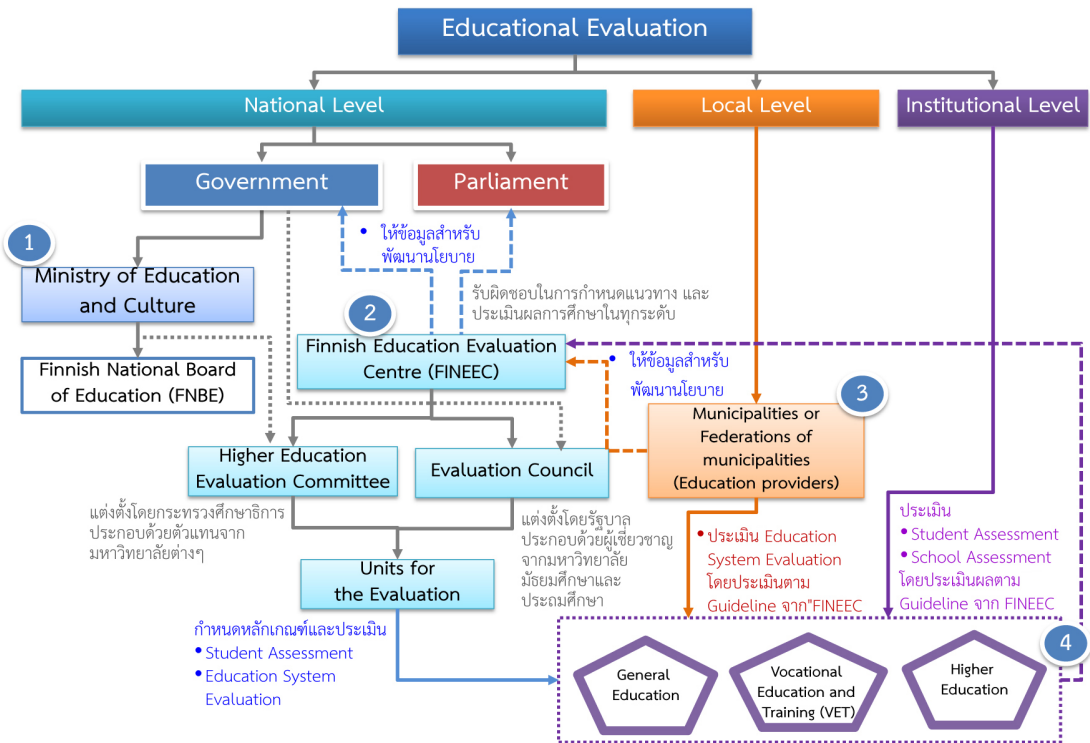 Educational Evaluation
National Level
Local Level
Institutional Level
Government
Parliament
1
Ministry of Education
and Culture
• ให้ข้อมูลสำหรับ
พัฒนานโยบาย
รับผิดชอบในการกำหนดแนวทาง และ
ประเมินผลการศึกษาในทุกระดับ
2
Finnish Education Evaluation
Centre (FINEEC)
Finnish National Board
of Education (FNBE)
• ให้ข้อมูลสำหรับ
พัฒนานโยบาย
3
Municipalities or
Federations of
municipalities
(Education providers)
Higher Education
Evaluation Committee
Evaluation Council
แต่งตั้งโดยกระทรวงศึกษาธิการ
ประกอบด้วยตัวแทนจาก
มหาวิทยาลัยต่างๆ
แต่งตั้งโดยรัฐบาล
ประกอบด้วยผู้เชี่ยวชาญ
จากมหาวิทยาลัย
มัธยมศึกษาและ
ประถมศึกษา
• ประเมิน Education
System Evaluation
โดยประเมินตาม
Guideline จาก"FINEEC
ประเมิน
• Student Assessment
• School Assessment
โดยประเมินผลตาม
Guideline จาก FINEEC
Units for
the Evaluation
กำหนดหลักเกณฑ์และประเมิน
• Student Assessment
• Education System
Evaluation
4
General
Education
Vocational
Education and
Training (VET)
Higher
Education